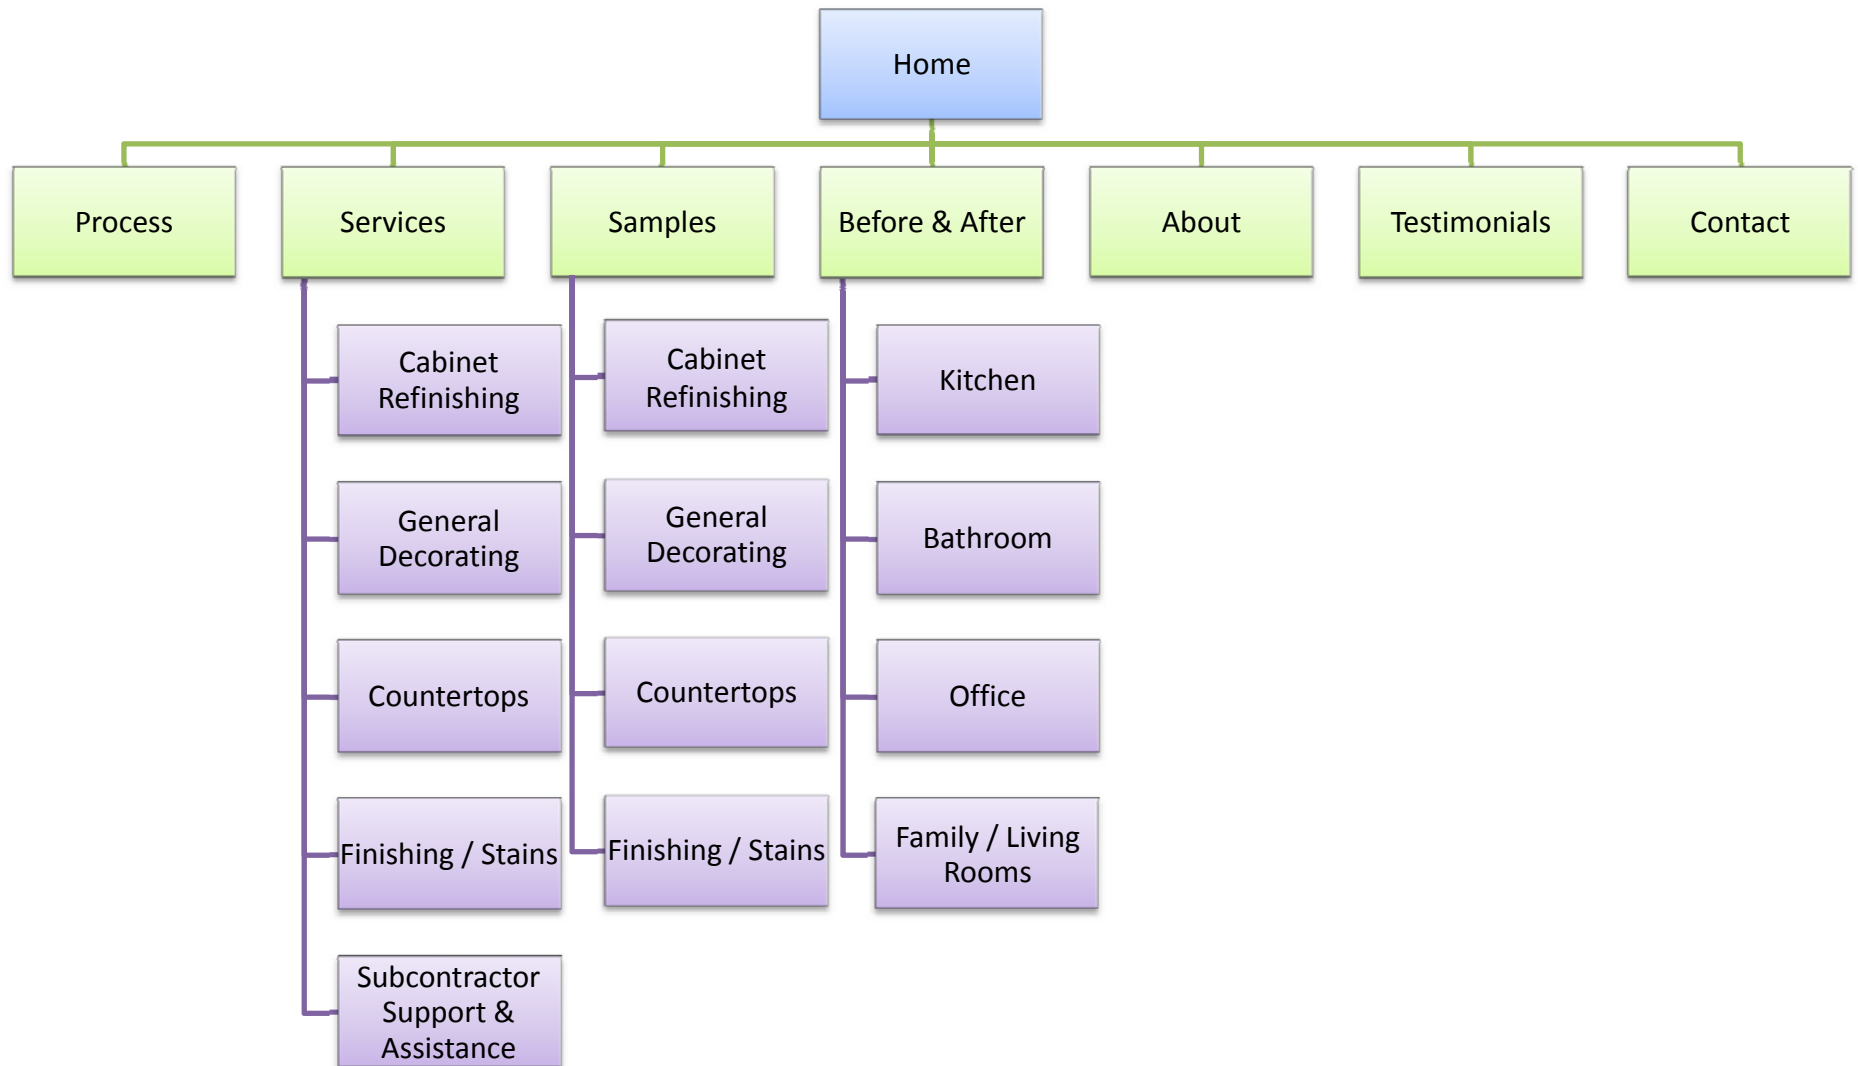 Home
Process
Services
Samples
Before & After
About
Testimonials
Contact
Cabinet
Refinishing
General
Decorating
Countertops
Finishing / Stains
Subcontractor
Support &
Assistance
Cabinet
Refinishing
General
Decorating
Countertops
Finishing / Stains
Kitchen
Bathroom
Office
Family / Living
Rooms